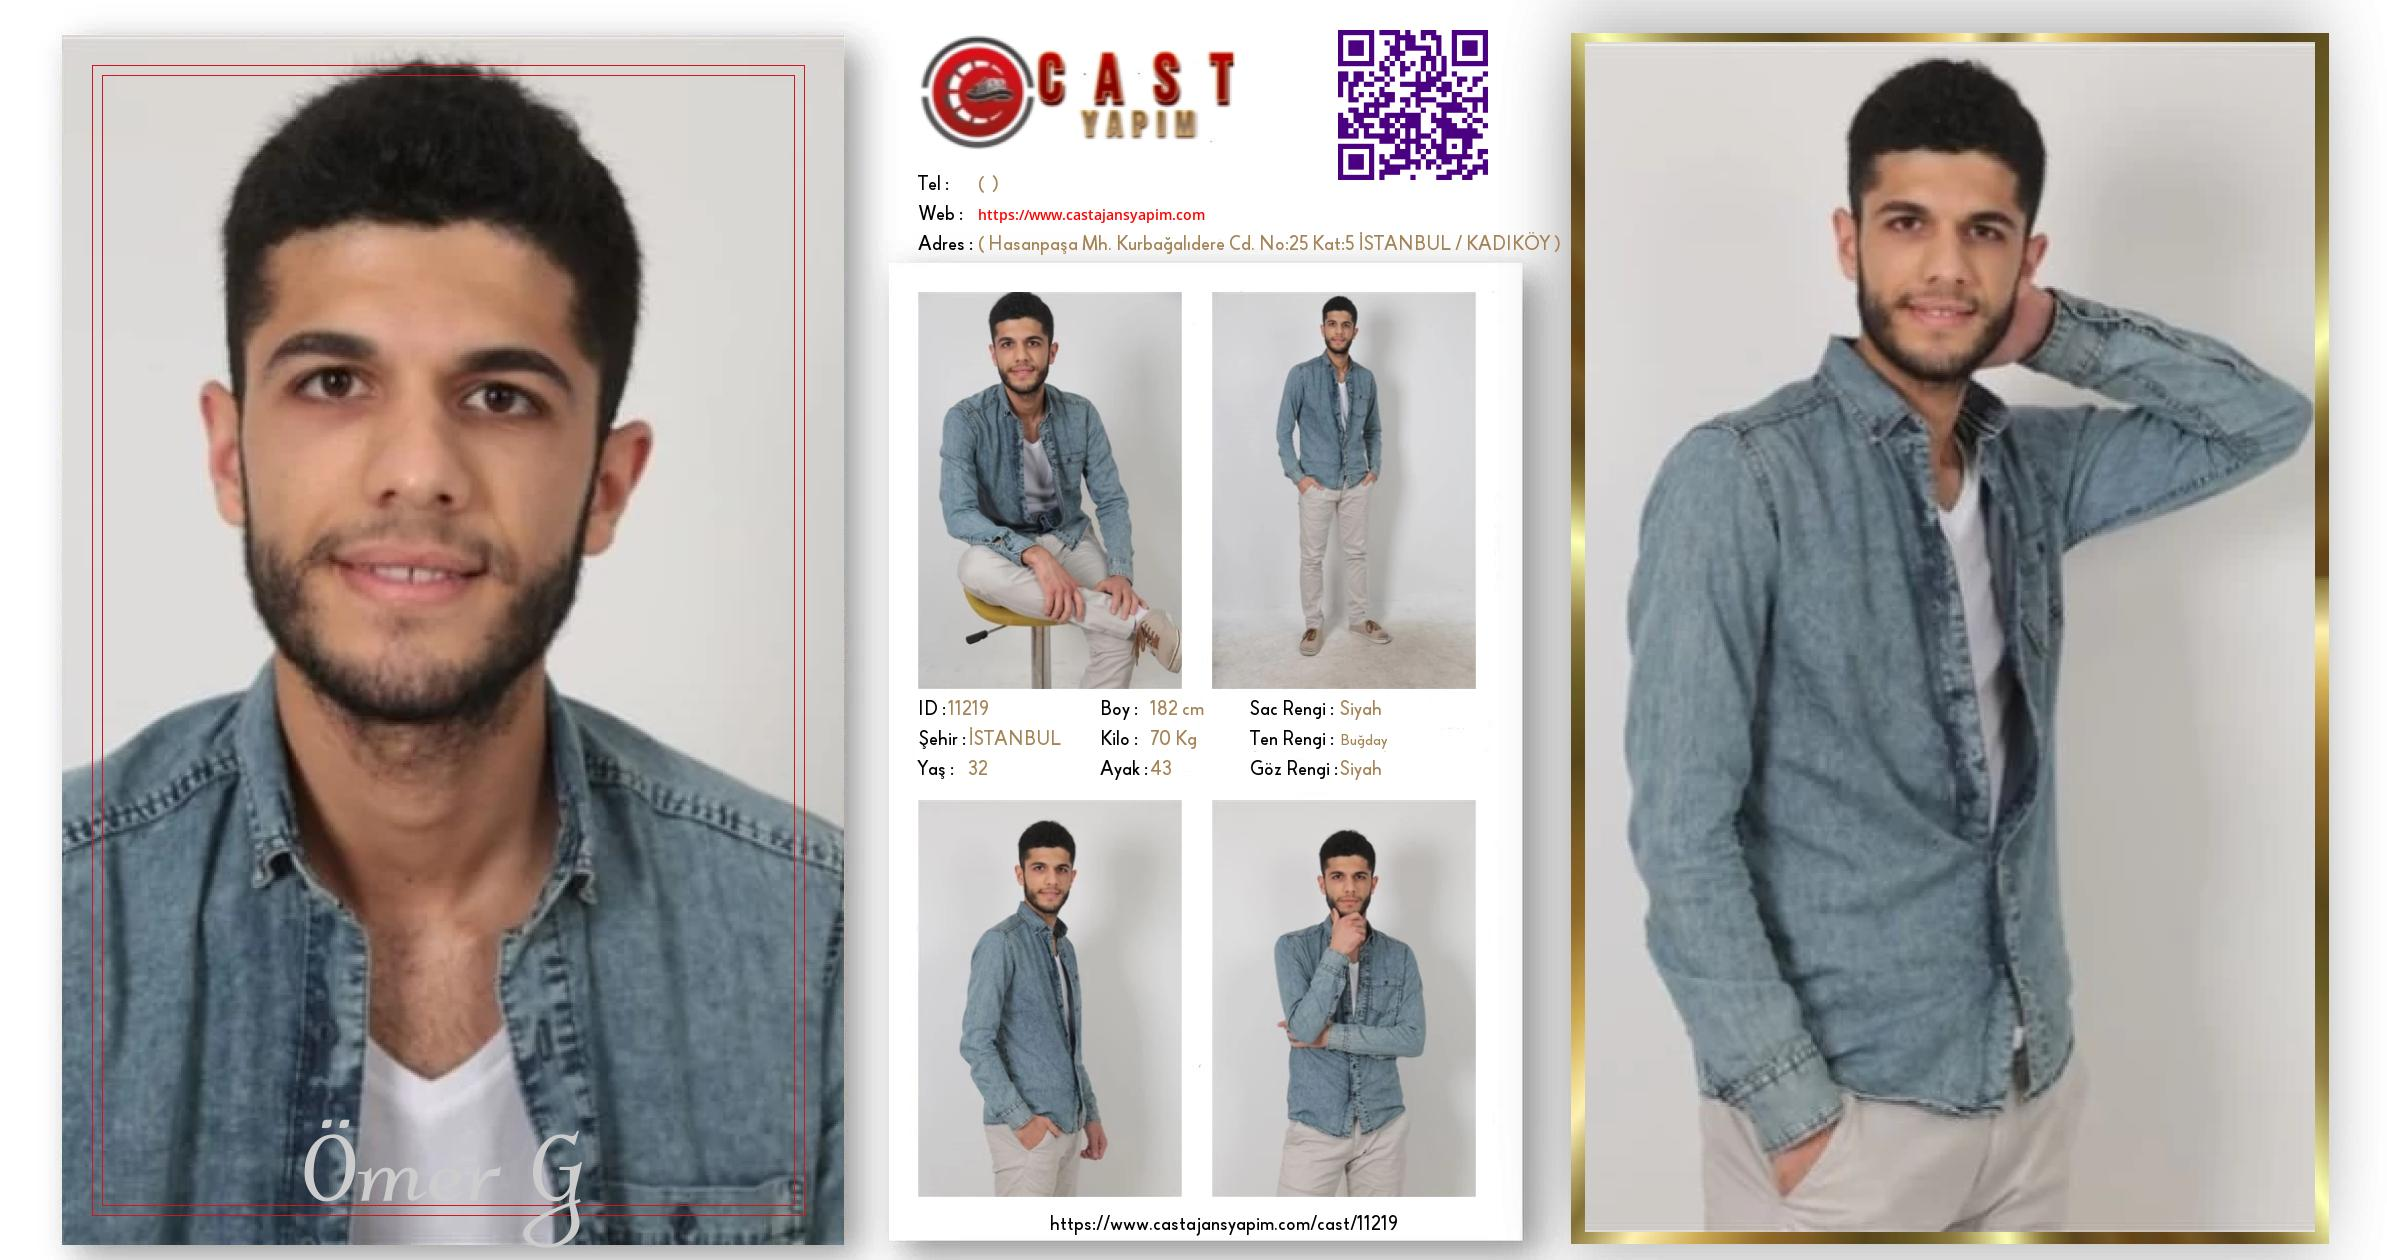 Ömer G
CAST
YAPIM
Tel : ( )
Web : https://www.castajansyapim.com
Adres : ( Hasanpaşa Mh. Kurbağalıdere Cd. No:25 Kat:5 İSTANBUL / KADIKÖY )
ID : 11219 Boy : 182 cm Sac Rengi : Siyah
Şehir : İSTANBUL Kilo : 70 Kg Ten Rengi : Buğday
Yaş : 32 Ayak : 43 Göz Rengi : Siyah
https://www.castajansyapim.com/cast/11219